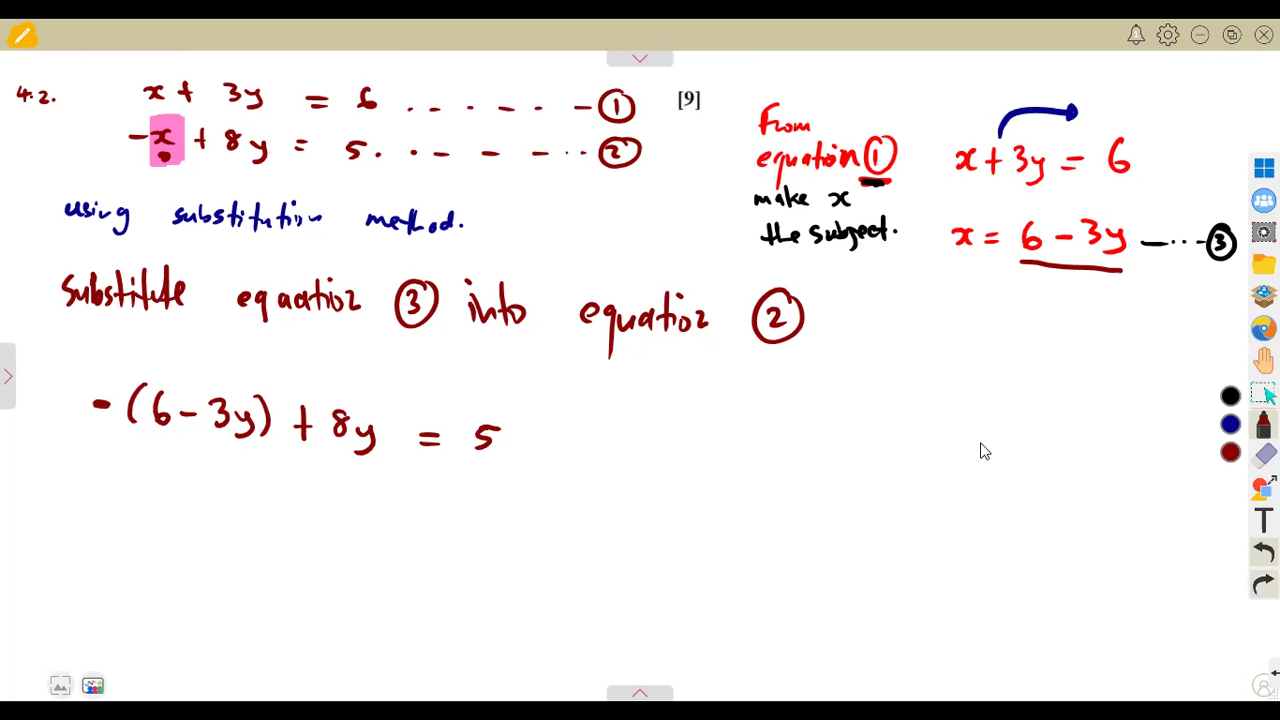 4.2. x + 3y = 6 . . - - . . - ① [9]
-x + 8y = 5. . - - - . . ②
using substitution method.
From
equation ① x + 3y = 6
make x
the subject. x = 6 - 3y - . . . - ③
substitute equation ③ into equation ②
-(6 - 3y) + 8y = 5
T